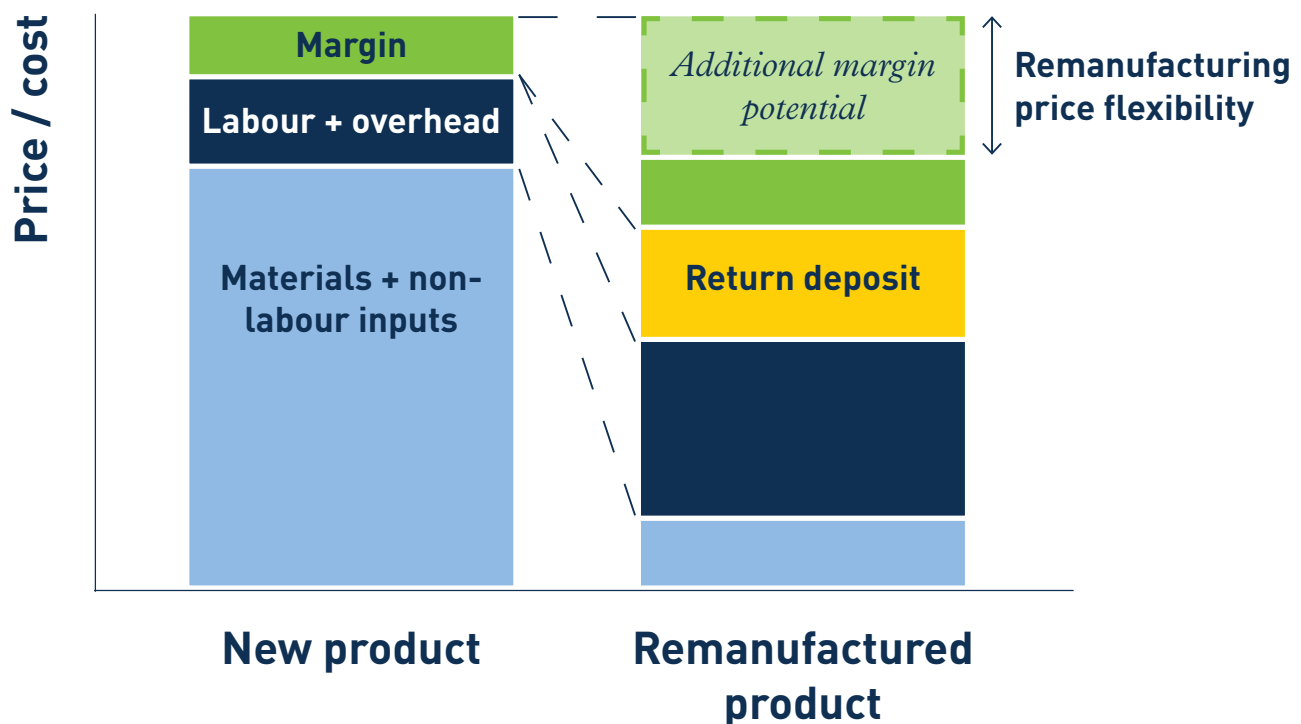 Price / cost
Margin
Labour + overhead
Materials + non-
labour inputs
Additional margin
potential
Return deposit
Remanufacturing
price flexibility
New product
Remanufactured
product